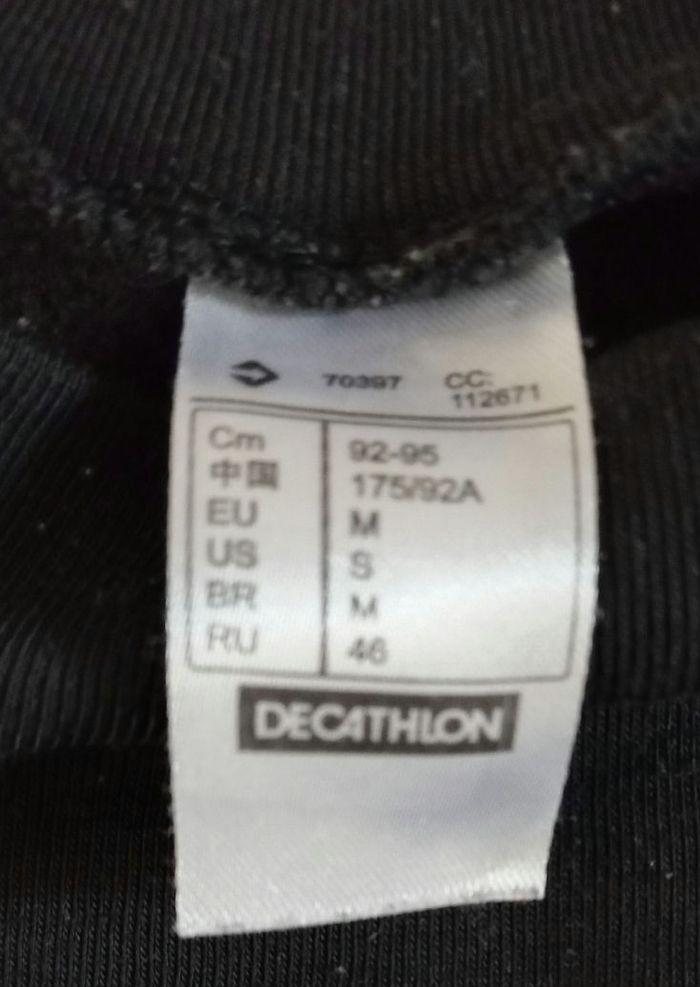 70397 CC:
112671
Cm 92-95
中国 175/92A
EU M
US S
BR M
RU 46
DECATHLON